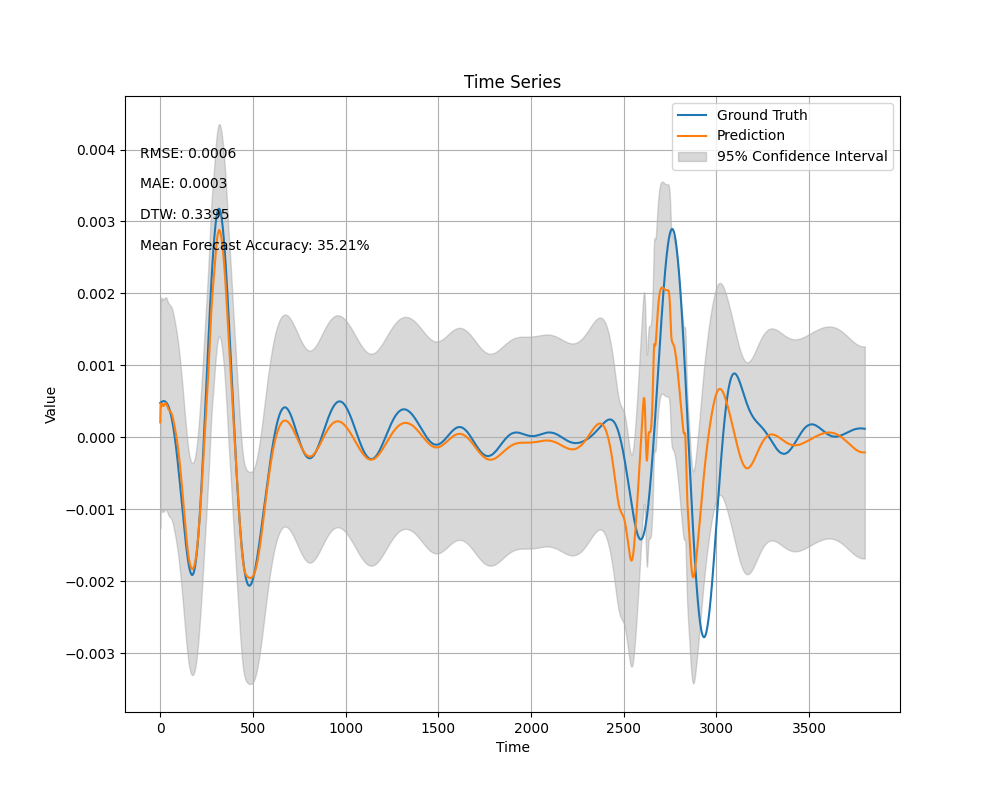 Time Series
Ground Truth
Prediction
95% Confidence Interval
RMSE: 0.0006
MAE: 0.0003
DTW: 0.3395
Mean Forecast Accuracy: 35.21%
Value
0.004
0.003
0.002
0.001
0.000
−0.001
−0.002
−0.003
0 500 1000 1500 2000 2500 3000 3500
Time